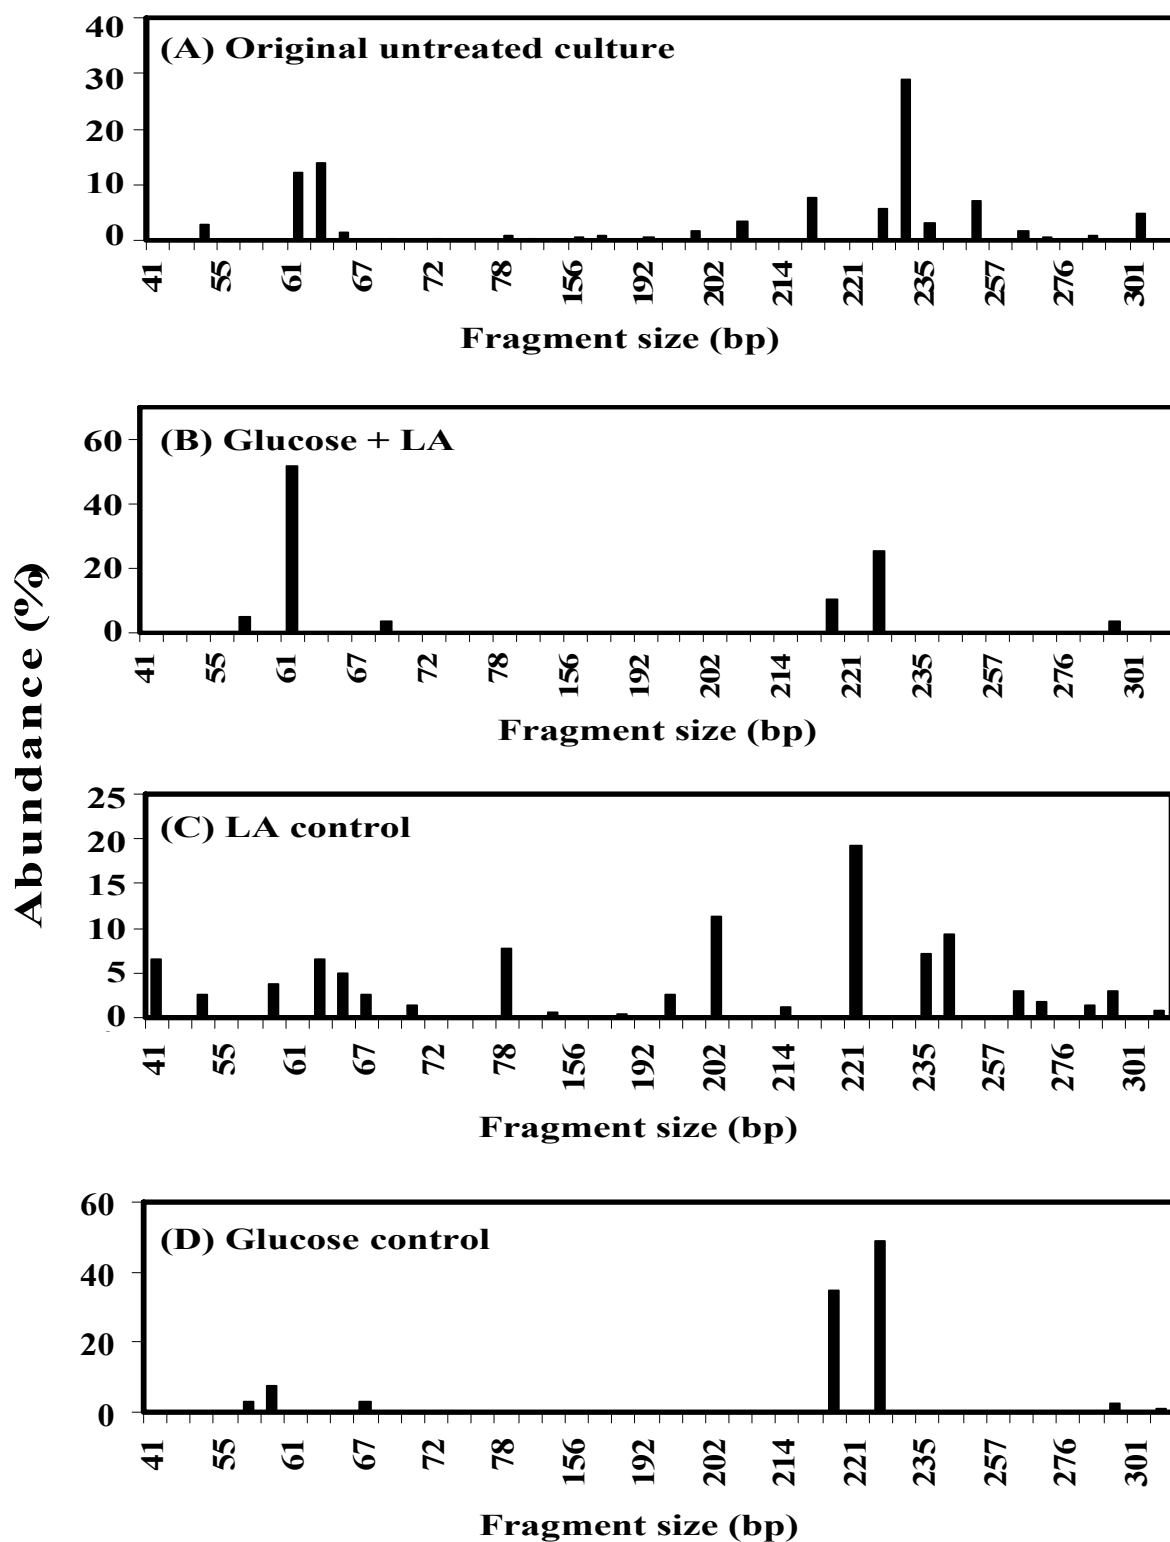 Abundance (%)
(A) Original untreated culture
40
30
20
10
0
41 55 61 67 72 78 156 192 202 214 221 235 257 276 301
Fragment size (bp)
(B) Glucose + LA
60
40
20
0
41 55 61 67 72 78 156 192 202 214 221 235 257 276 301
Fragment size (bp)
(C) LA control
25
20
15
10
5
0
41 55 61 67 72 78 156 192 202 214 221 235 257 276 301
Fragment size (bp)
(D) Glucose control
60
40
20
0
41 55 61 67 72 78 156 192 202 214 221 235 257 276 301
Fragment size (bp)